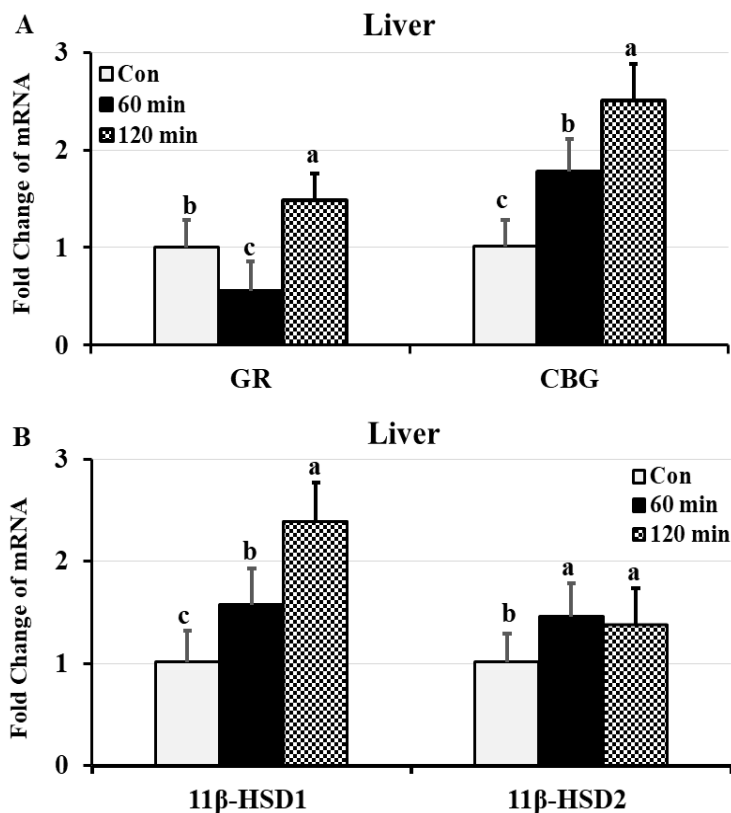 A
Liver
Fold Change of mRNA
3
2
1
0
Con
60 min
120 min
b
c
a
c
b
a
GR
CBG
B
Liver
Fold Change of mRNA
3
2
1
0
Con
60 min
120 min
c
b
a
b
a
a
11β-HSD1
11β-HSD2